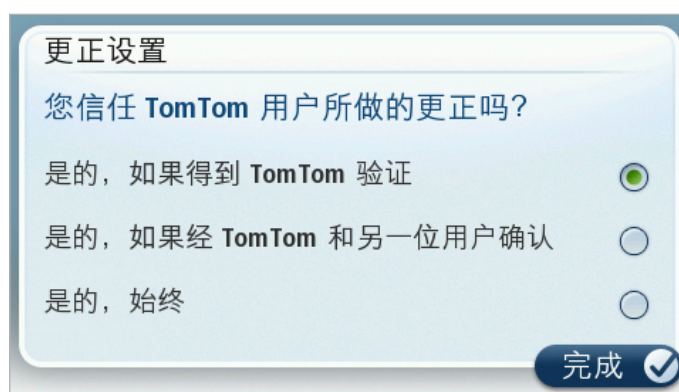 更正设置
您信任 TomTom 用户所做的更正吗？
是的，如果得到 TomTom 验证
是的，如果经 TomTom 和另一位用户确认
是的，始终
完成